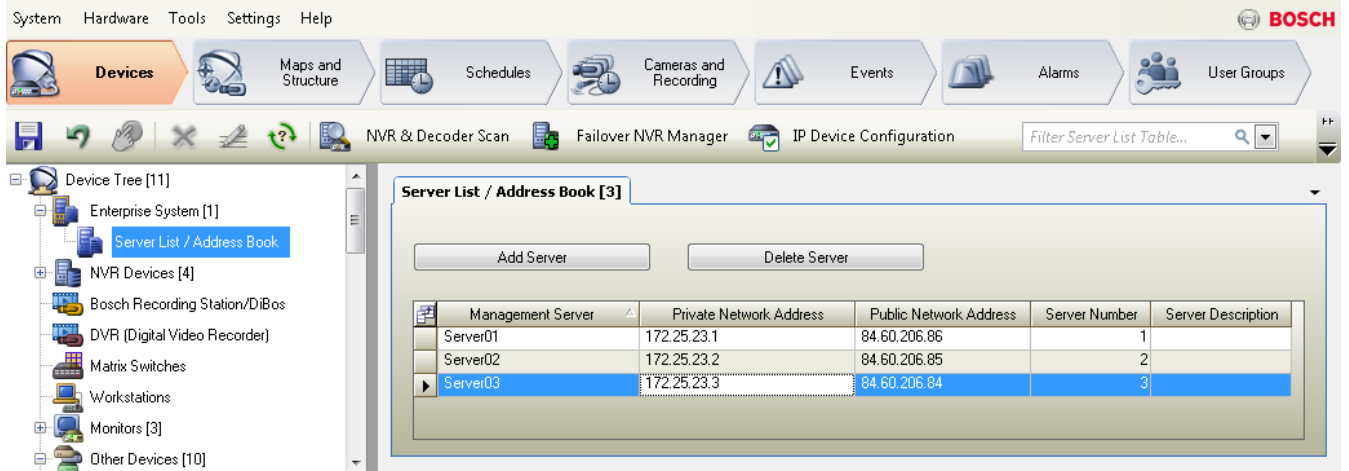 System Hardware Tools Settings Help
BOSCH
Devices
Maps and
Structure
Schedules
Cameras and
Recording
Events
Alarms
User Groups
NVR & Decoder Scan
Failover NVR Manager
IP Device Configuration
Filter Server List Table...
Device Tree [11]
Enterprise System [1]
Server List / Address Book
NVR Devices [4]
Bosch Recording Station/DiBos
DVR (Digital Video Recorder)
Matrix Switches
Workstations
Monitors [3]
Other Devices [10]
Server List / Address Book [3]
Add Server Delete Server
Management Server Private Network Address Public Network Address Server Number Server Description
Server01 172.25.23.1 84.60.206.86 1
Server02 172.25.23.2 84.60.206.85 2
Server03 172.25.23.3 84.60.206.84 3